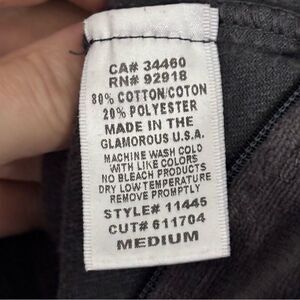 CA# 34460
RN# 92918
80% COTTON/COTON
20% POLYESTER
MADE IN THE
GLAMOROUS U.S.A.
MACHINE WASH COLD
WITH LIKE COLORS
NO BLEACH PRODUCTS
DRY LOW TEMPERATURE
REMOVE PROMPTLY
STYLE# 11445
CUT# 611704
MEDIUM